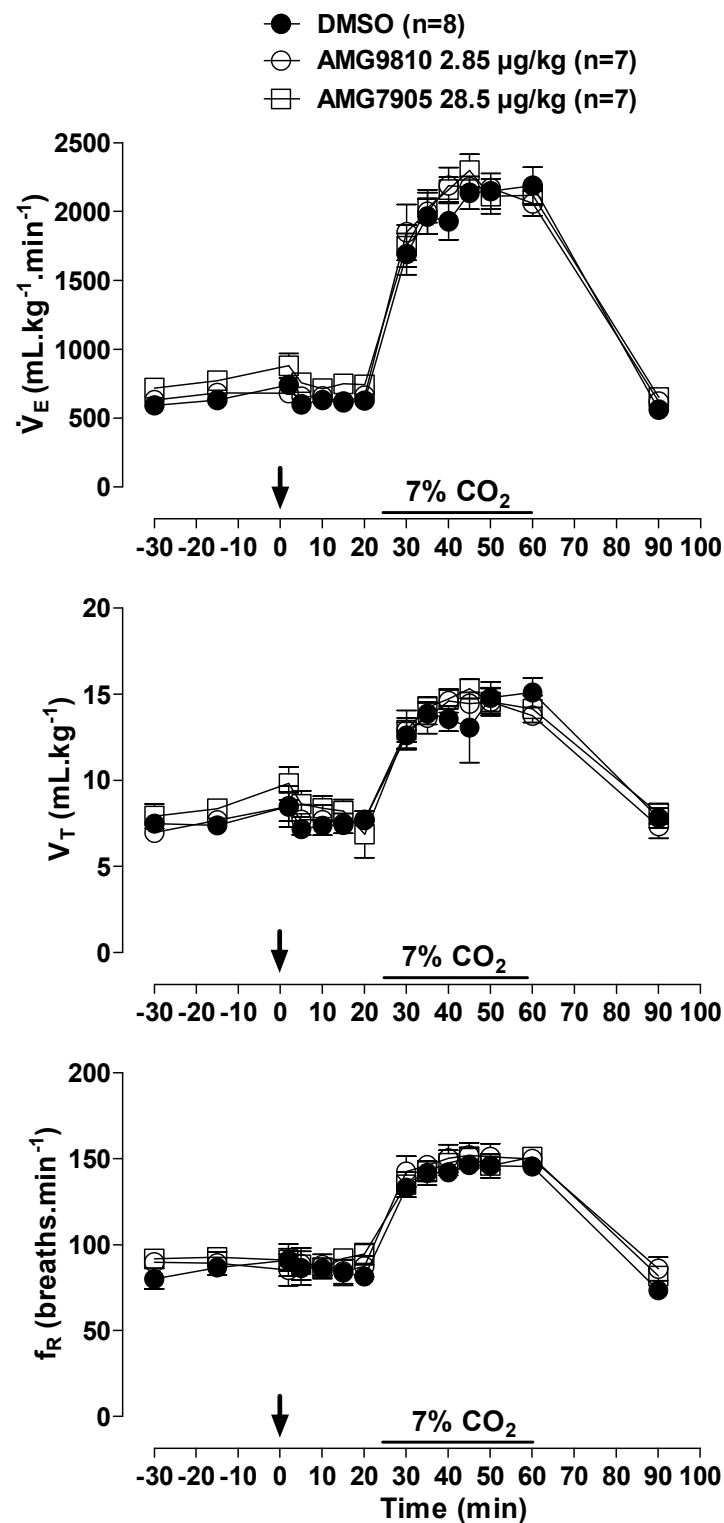 DMSO (n=8)
AMG9810 2.85 µg/kg (n=7)
AMG7905 28.5 µg/kg (n=7)
2500
2000
1500
1000
500
0
V̇E (mL.kg-1.min-1)
7% CO2
-30 -20 -10 0 10 20 30 40 50 60 70 80 90 100
20
15
10
5
0
VT (mL.kg-1)
7% CO2
-30 -20 -10 0 10 20 30 40 50 60 70 80 90 100
200
150
100
50
0
fR (breaths.min-1)
7% CO2
-30 -20 -10 0 10 20 30 40 50 60 70 80 90 100
Time (min)